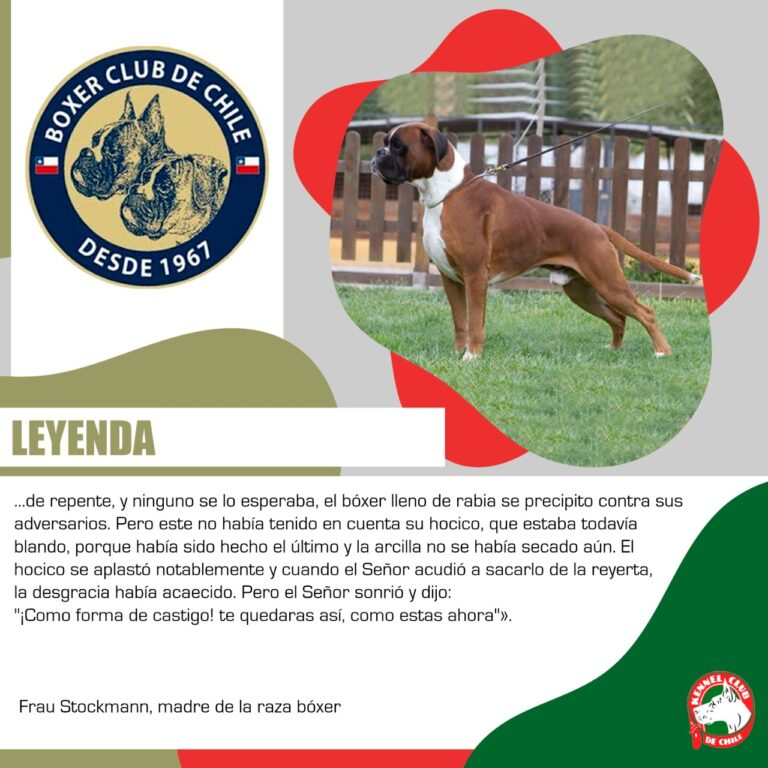 BOXER CLUB DE CHILE
DESDE 1967
LEYENDA
...de repente, y ninguno se lo esperaba, el bóxer lleno de rabia se precipito contra sus
adversarios. Pero este no había tenido en cuenta su hocico, que estaba todavía
blando, porque había sido hecho el último y la arcilla no se había secado aún. El
hocico se aplastó notablemente y cuando el Señor acudió a sacarlo de la reyerta,
la desgracia había acaecido. Pero el Señor sonrió y dijo:
"¡Como forma de castigo! te quedaras así, como estas ahora"».
Frau Stockmann, madre de la raza bóxer
KENNEL CLUB
DE CHILE